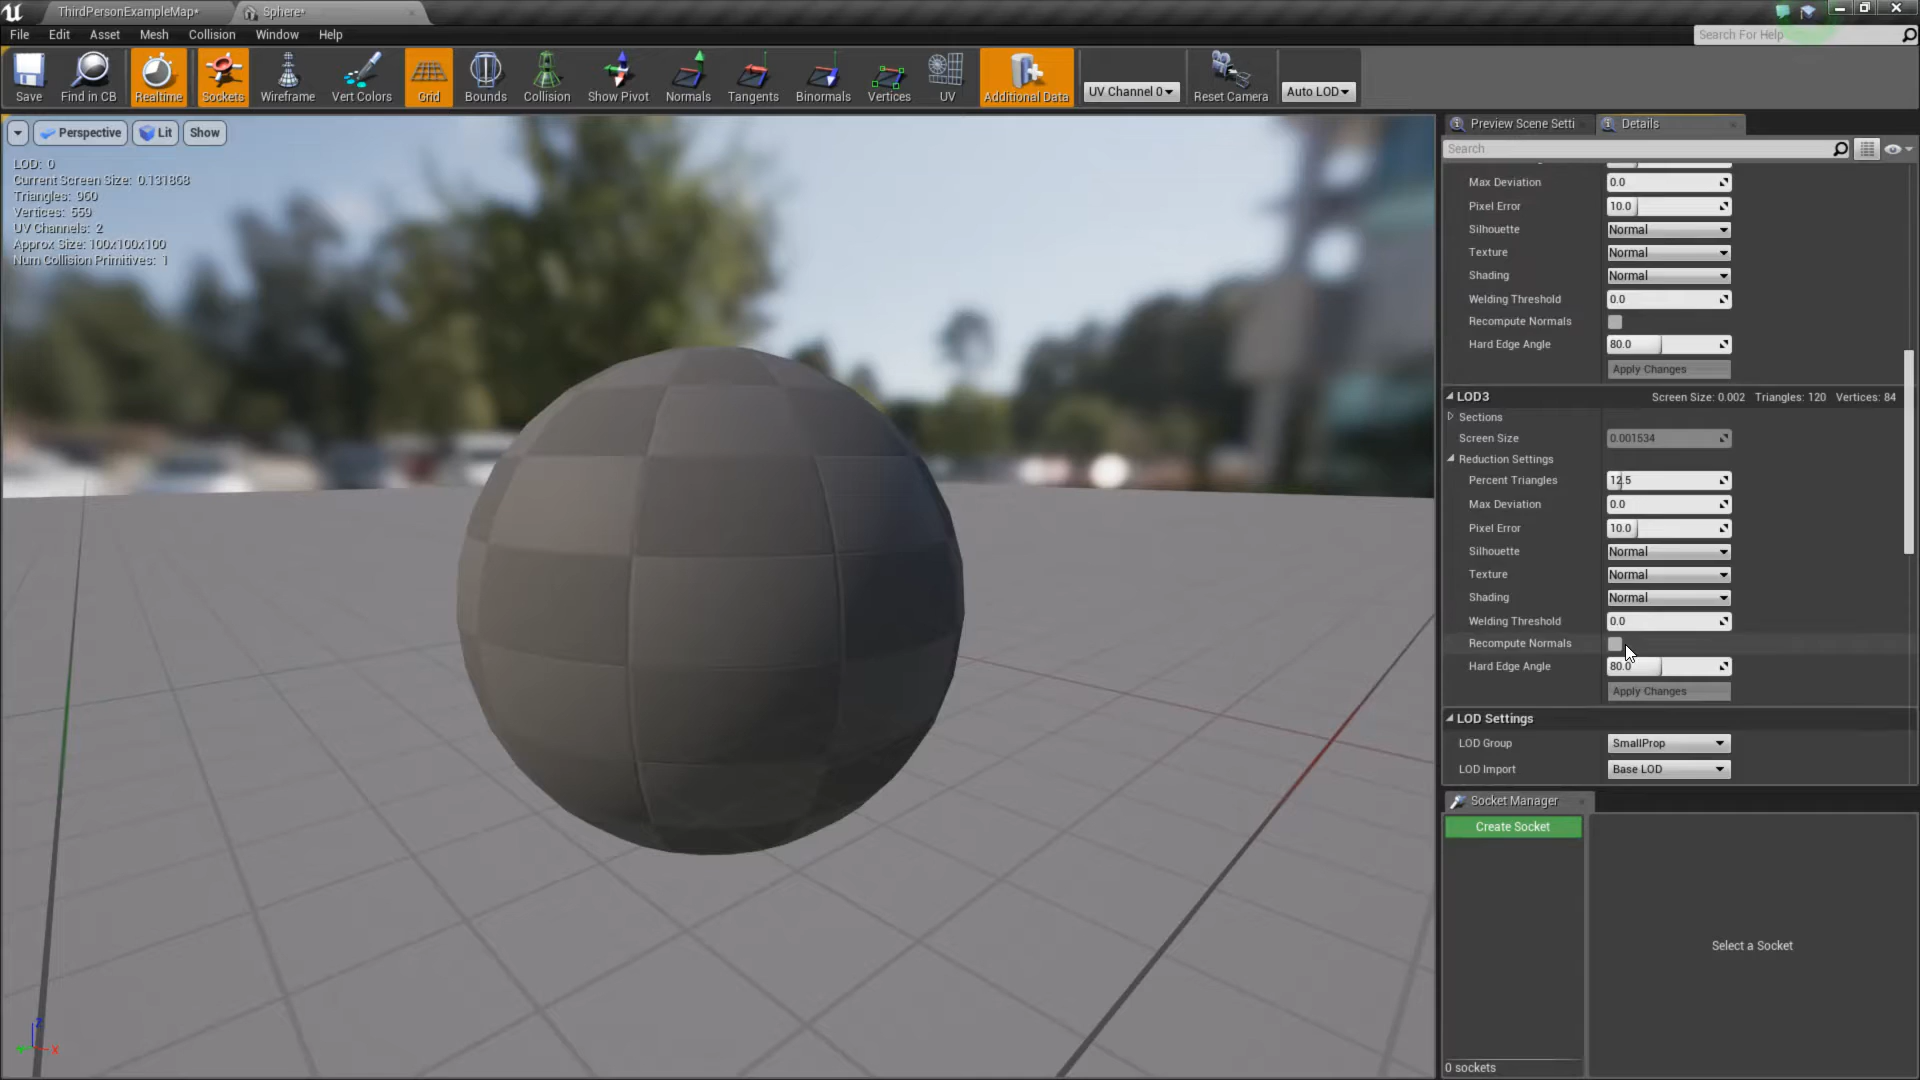 ThirdPersonExampleMap*
Sphere*
File Edit Asset Mesh Collision Window Help
Search For Help
Save Find in CB Realtime Sockets Wireframe Vert Colors Grid Bounds Collision Show Pivot Normals Tangents Binormals Vertices UV Additional Data UV Channel 0 Reset Camera Auto LOD
Perspective Lit Show
LOD: 0
Current Screen Size: 0.131868
Triangles: 960
Vertices: 559
UV Channels: 2
Approx Size: 100x100x100
Num Collision Primitives: 1
Z
X
Preview Scene Setti
Details
Search
Max Deviation 0.0
Pixel Error 10.0
Silhouette Normal
Texture Normal
Shading Normal
Welding Threshold 0.0
Recompute Normals
Hard Edge Angle 80.0
Apply Changes
LOD3 Screen Size: 0.002 Triangles: 120 Vertices: 84
Sections
Screen Size 0.001534
Reduction Settings
Percent Triangles 12.5
Max Deviation 0.0
Pixel Error 10.0
Silhouette Normal
Texture Normal
Shading Normal
Welding Threshold 0.0
Recompute Normals
Hard Edge Angle 80.0
Apply Changes
LOD Settings
LOD Group SmallProp
LOD Import Base LOD
Socket Manager
Create Socket
Select a Socket
0 sockets